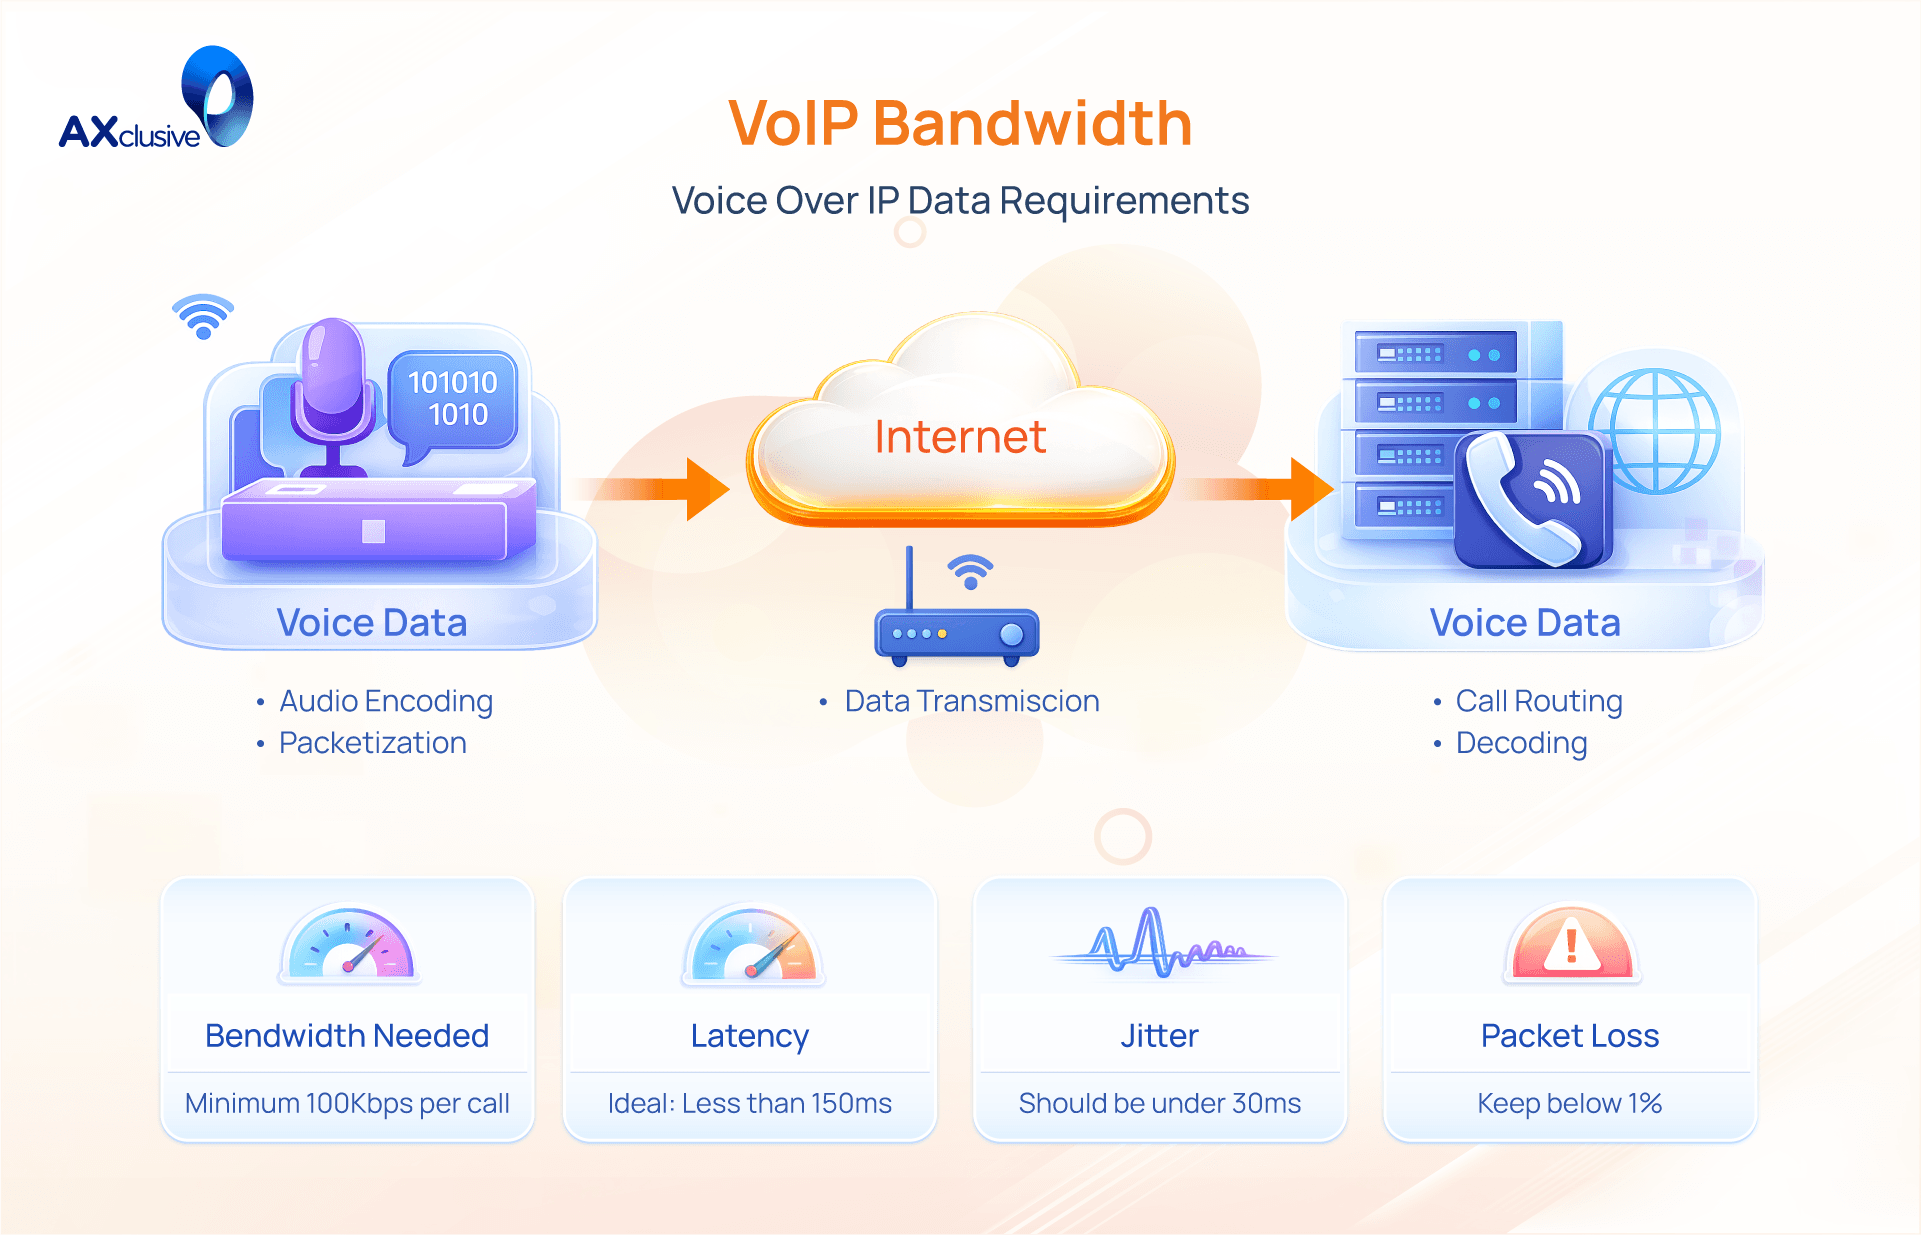 AXclusive
VoIP Bandwidth
Voice Over IP Data Requirements
101010
1010
Internet
Voice Data
Voice Data
• Audio Encoding
• Packetization
• Data Transmiscion
• Call Routing
• Decoding
Bendwidth Needed
Minimum 100Kbps per call
Latency
Ideal: Less than 150ms
Jitter
Should be under 30ms
Packet Loss
Keep below 1%